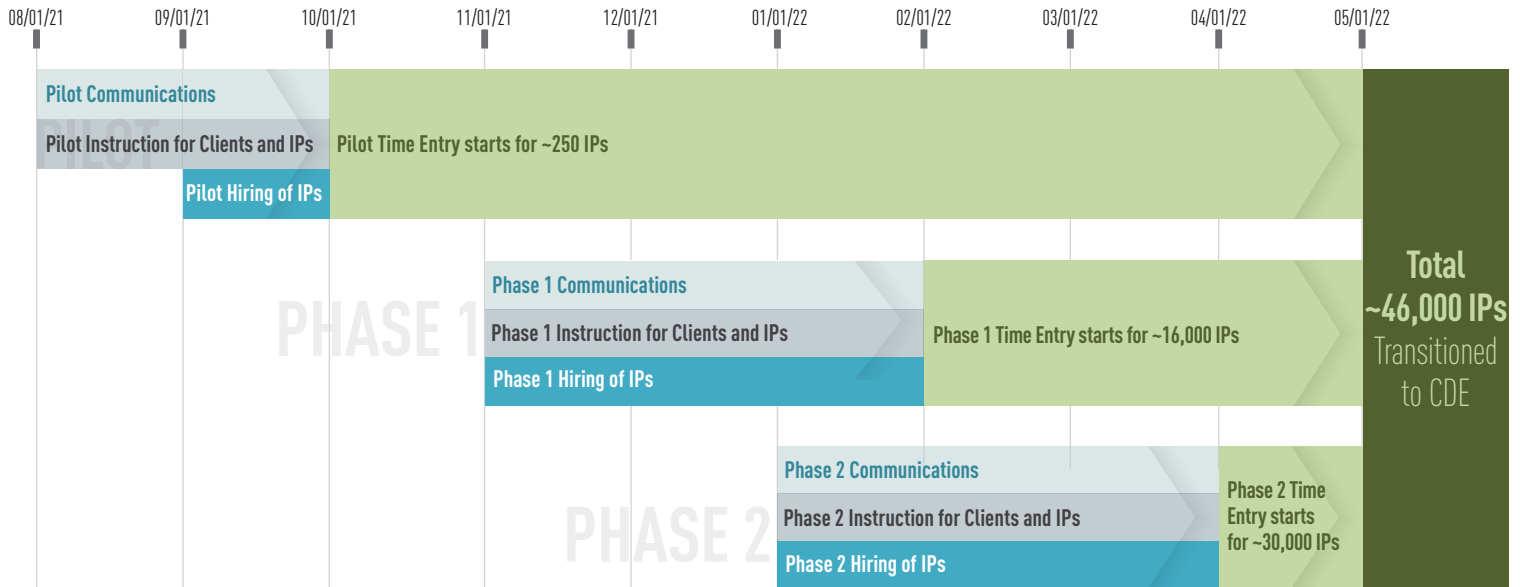 08/01/21 09/01/21 10/01/21 11/01/21 12/01/21 01/01/22 02/01/22 03/01/22 04/01/22 05/01/22
PILOT
Pilot Communications
Pilot Instruction for Clients and IPs
Pilot Hiring of IPs
Pilot Time Entry starts for ~250 IPs
PHASE 1
Phase 1 Communications
Phase 1 Instruction for Clients and IPs
Phase 1 Hiring of IPs
Phase 1 Time Entry starts for ~16,000 IPs
PHASE 2
Phase 2 Communications
Phase 2 Instruction for Clients and IPs
Phase 2 Hiring of IPs
Phase 2 Time
Entry starts
for ~30,000 IPs
Total
~46,000 IPs
Transitioned
to CDE